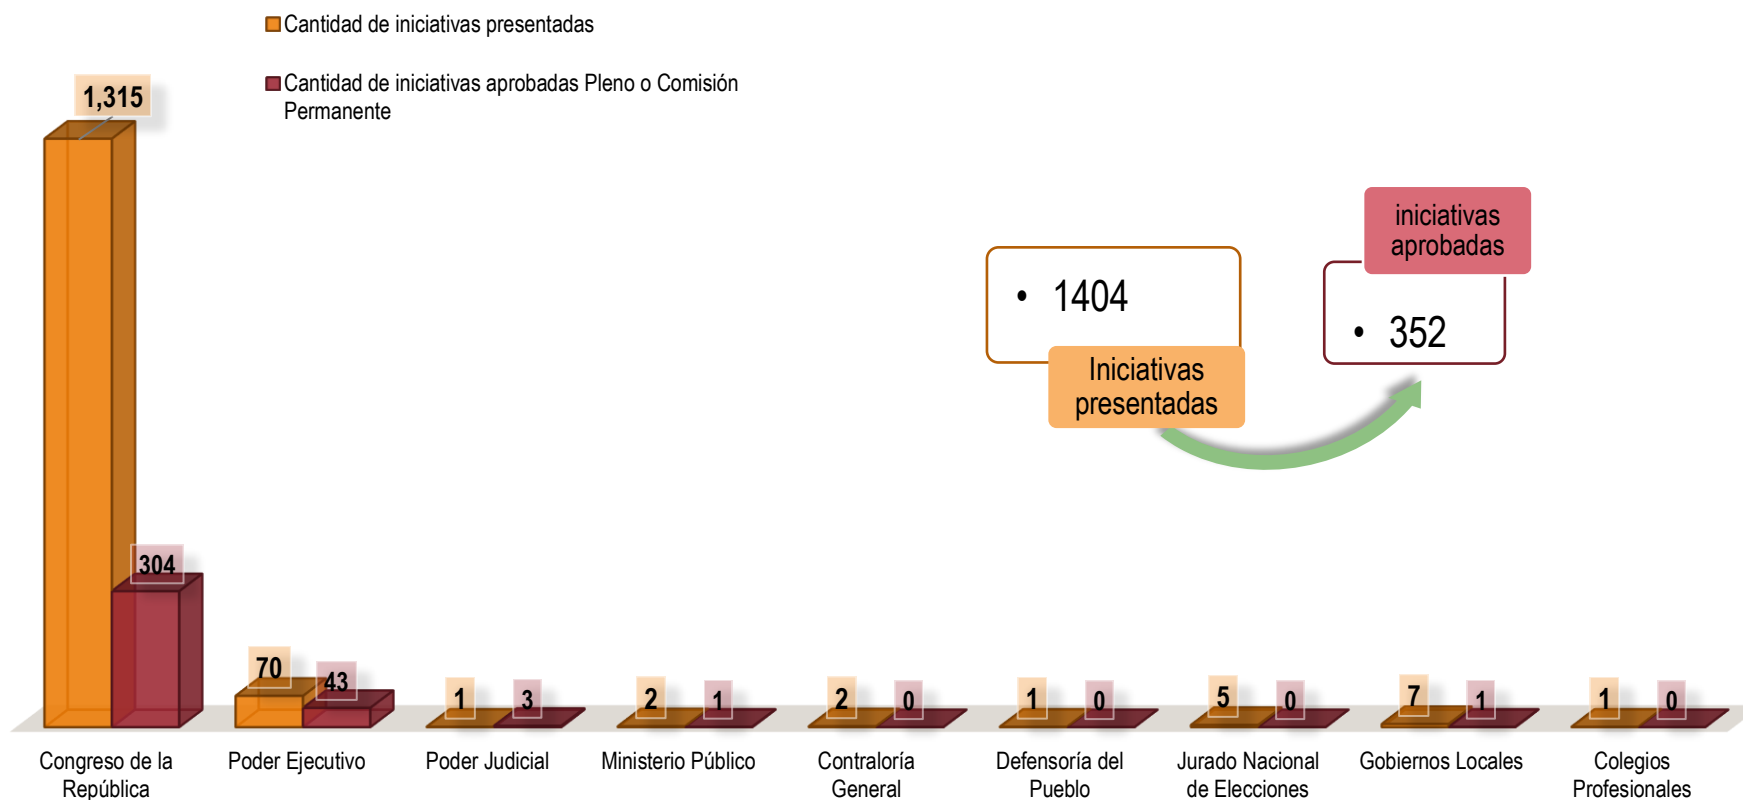 Cantidad de iniciativas presentadas
Cantidad de iniciativas aprobadas Pleno o Comisión
Permanente
1,315
304
70
43
1
3
2
1
2
0
1
0
5
0
7
1
1
0
iniciativas
aprobadas
• 1404
• 352
Iniciativas
presentadas
Congreso de la
República
Poder Ejecutivo
Poder Judicial
Ministerio Público
Contraloría
General
Defensoría del
Pueblo
Jurado Nacional
de Elecciones
Gobiernos Locales
Colegios
Profesionales